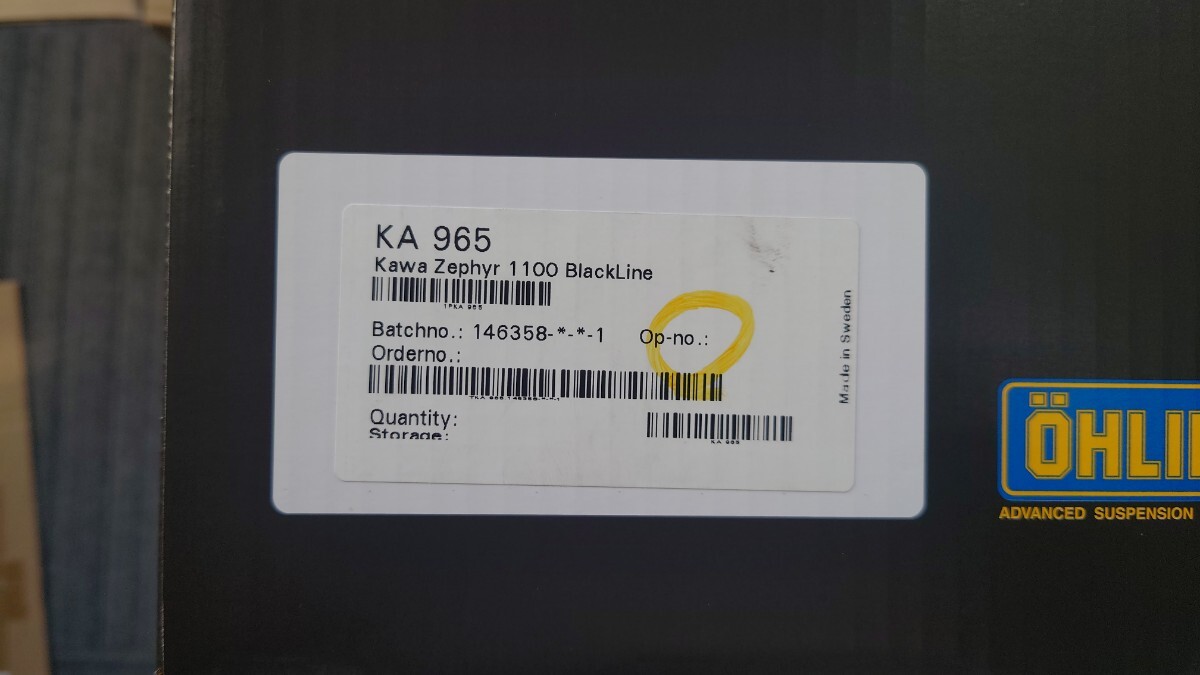 KA 965
Kawa Zephyr 1100 BlackLine
1PKA 965
Batchno.: 146358-*-*-1 Op-no.:
Orderno.:
Quantity:
Storage:
KA 965
Made in Sweden
ÖHLI
ADVANCED SUSPENSION